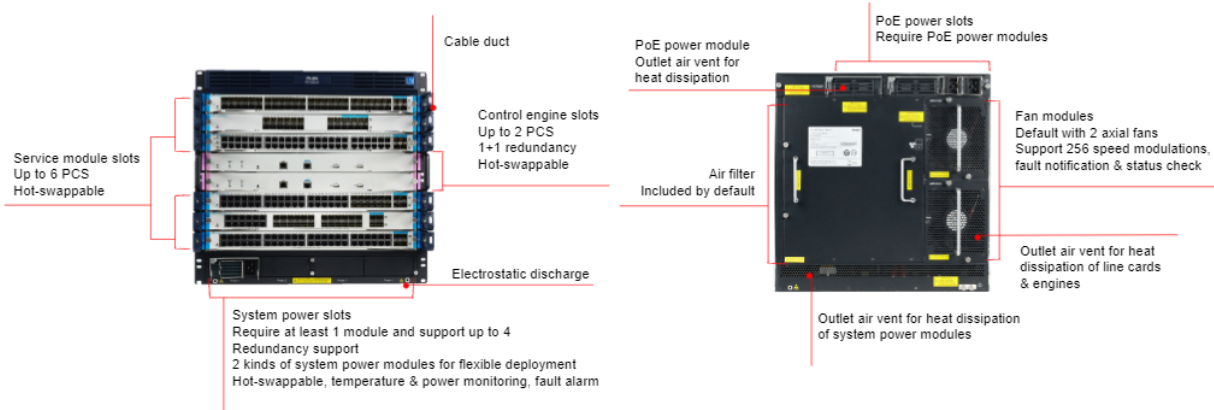 Cable duct
Control engine slots
Up to 2 PCS
1+1 redundancy
Hot-swappable
Service module slots
Up to 6 PCS
Hot-swappable
Electrostatic discharge
System power slots
Require at least 1 module and support up to 4
Redundancy support
2 kinds of system power modules for flexible deployment
Hot-swappable, temperature & power monitoring, fault alarm
PoE power slots
Require PoE power modules
PoE power module
Outlet air vent for
heat dissipation
Fan modules
Default with 2 axial fans
Support 256 speed modulations,
fault notification & status check
Air filter
Included by default
Outlet air vent for heat
dissipation of line cards
& engines
Outlet air vent for heat dissipation
of system power modules